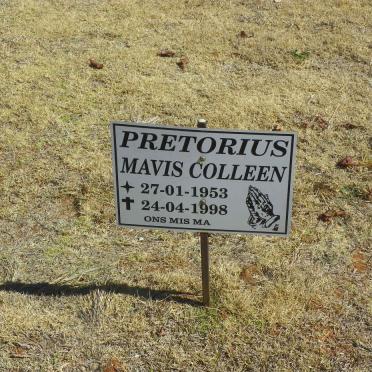 PRETORIUS
MAVIS COLLEEN
27-01-1953
24-04-1998
ONS MIS MA